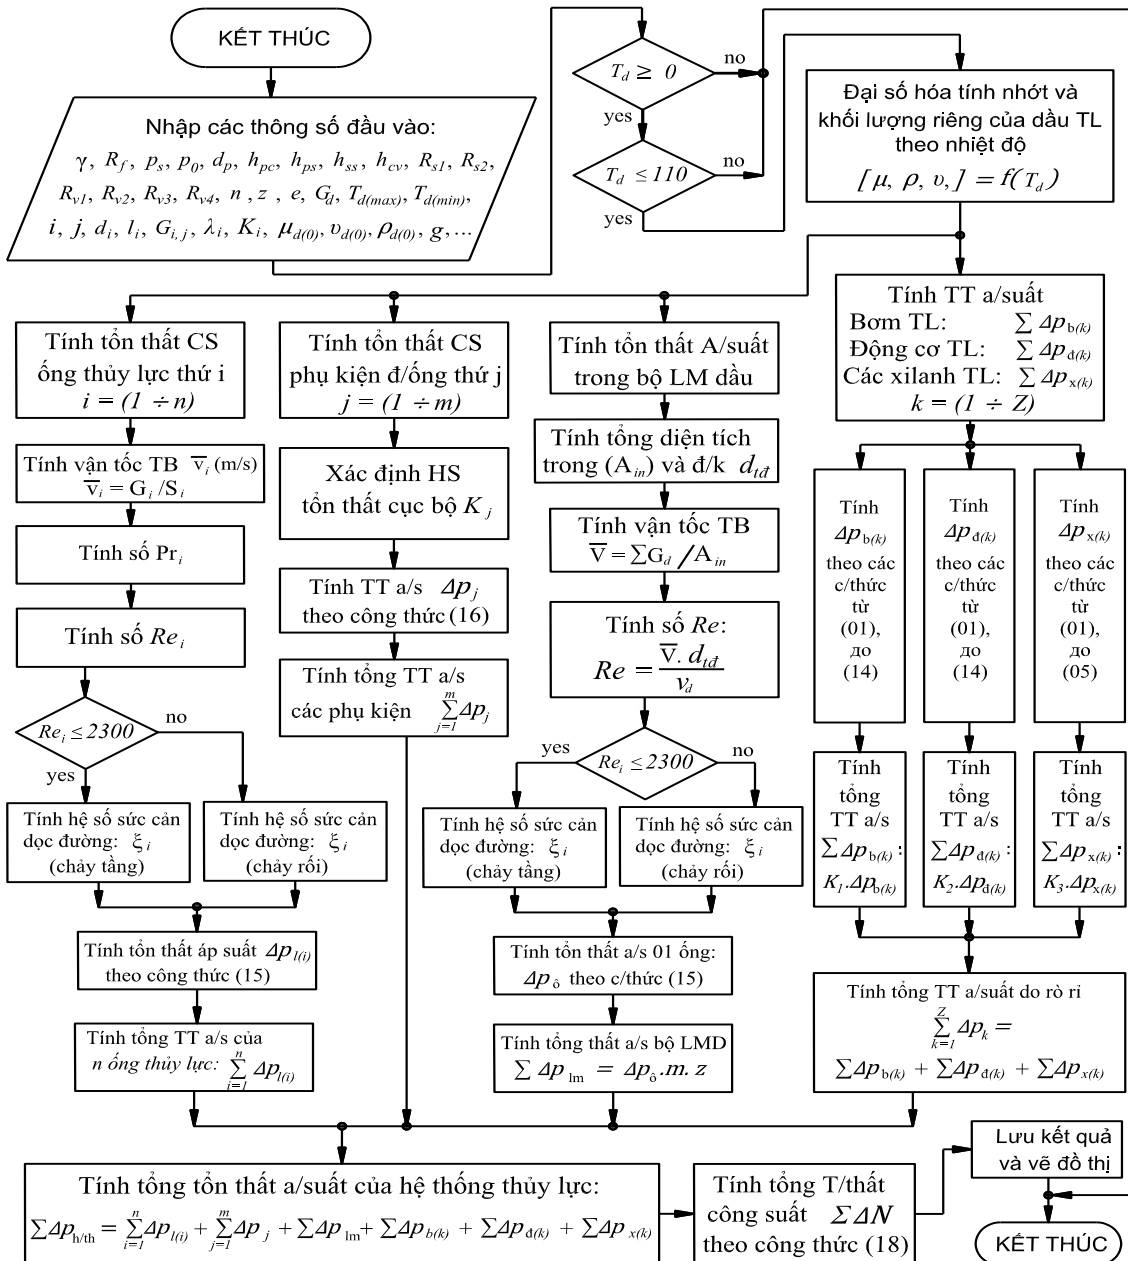 KẾT THÚC
Nhập các thông số đầu vào:
γ, R_f, p_s, p_0, d_p, h_pc, h_ps, h_ss, h_cv, R_s1, R_s2,
R_v1, R_v2, R_v3, R_v4, n, z, e, G_d, T_d(max), T_d(min),
i, j, d_i, l_i, G_i,j, λ_i, K_i, μ_d(0), υ_d(0), ρ_d(0), g,...
T_d ≥ 0
no
yes
T_d ≤ 110
no
yes
Đại số hóa tính nhớt và
khối lượng riêng của dầu TL
theo nhiệt độ
[μ, ρ, υ,] = f(T_d)
Tính tổn thất CS
ống thủy lực thứ i
i = (1 ÷ n)
Tính vận tốc TB v̅_i (m/s)
v̅_i = G_i /S_i
Tính số Pr_i
Tính số Re_i
Re_i ≤ 2300
no
yes
Tính hệ số sức cản
dọc đường: ξ_i
(chảy tầng)
Tính hệ số sức cản
dọc đường: ξ_i
(chảy rối)
Tính tổn thất áp suất Δp_l(i)
theo công thức (15)
Tính tổng TT a/s của
n ống thủy lực: ∑_{i=1}^{n} Δp_l(i)
Tính tổn thất CS
phụ kiện đ/ống thứ j
j = (1 ÷ m)
Xác định HS
tổn thất cục bộ K_j
Tính TT a/s Δp_j
theo công thức (16)
Tính tổng TT a/s
các phụ kiện ∑_{j=1}^{m} Δp_j
Tính tổn thất A/suất
trong bộ LM dầu
Tính tổng diện tích
trong (A_in) và đ/k d_tđ
Tính vận tốc TB
V̅ = ∑G_d / A_in
Tính số Re:
Re = V̅. d_tđ / ν_d
Re_i ≤ 2300
yes
no
Tính hệ số sức cản
dọc đường: ξ_i
(chảy tầng)
Tính hệ số sức cản
dọc đường: ξ_i
(chảy rối)
Tính tổn thất a/s 01 ống:
Δp_ô theo c/thức (15)
Tính tổng thất a/s bộ LMD
∑ Δp_lm = Δp_ô.m. z
Tính TT a/suất
Bơm TL: ∑ Δp_b(k)
Động cơ TL: ∑ Δp_đ(k)
Các xilanh TL: ∑ Δp_x(k)
k = (1 ÷ Z)
Tính
Δp_b(k)
theo các
c/thức
từ
(01),
до
(14)
Tính
Δp_đ(k)
theo các
c/thức
từ
(01),
до
(14)
Tính
Δp_x(k)
theo các
c/thức
từ
(01),
до
(05)
Tính
tổng
TT a/s
∑Δp_b(k) :
K_1.Δp_b(k)
Tính
tổng
TT a/s
∑Δp_đ(k) :
K_2.Δp_đ(k)
Tính
tổng
TT a/s
∑Δp_x(k) :
K_3.Δp_x(k)
Tính tổng TT a/suất do rò rỉ
∑_{k=1}^{Z} Δp_k =
∑Δp_b(k) + ∑Δp_đ(k) + ∑Δp_x(k)
Tính tổng tổn thất a/suất của hệ thống thủy lực:
∑Δp_h/th = ∑_{i=1}^{n} Δp_l(i) + ∑_{j=1}^{m} Δp_j + ∑Δp_lm + ∑Δp_b(k) + ∑Δp_đ(k) + ∑Δp_x(k)
Tính tổng T/thất
công suất ΣΔN
theo công thức (18)
Lưu kết quả
và vẽ đồ thị
KẾT THÚC